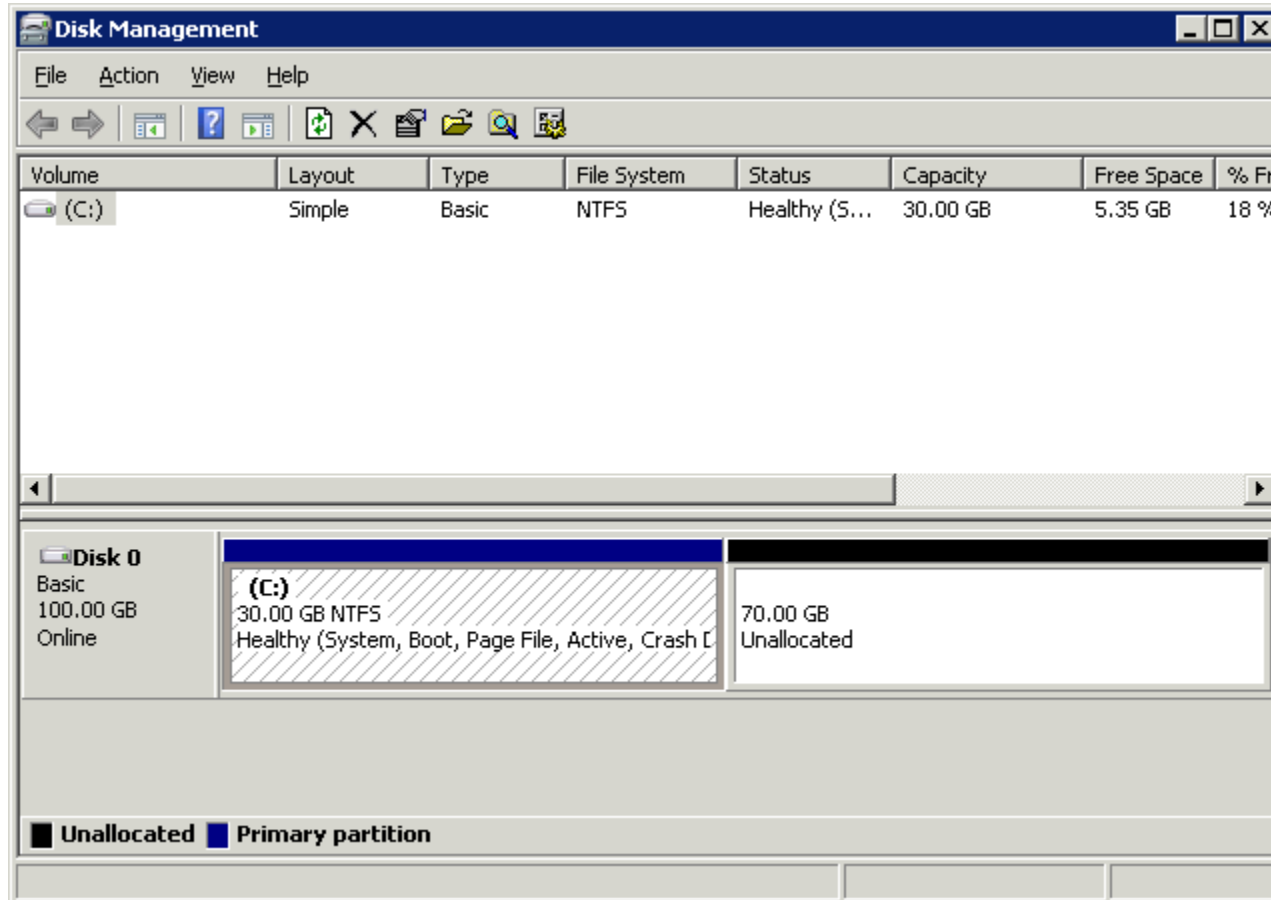 Disk Management
File Action View Help
Volume Layout Type File System Status Capacity Free Space % Fr
(C:) Simple Basic NTFS Healthy (S... 30.00 GB 5.35 GB 18 %
Disk 0
Basic
100.00 GB
Online
(C:)
30.00 GB NTFS
Healthy (System, Boot, Page File, Active, Crash D
70.00 GB
Unallocated
Unallocated Primary partition